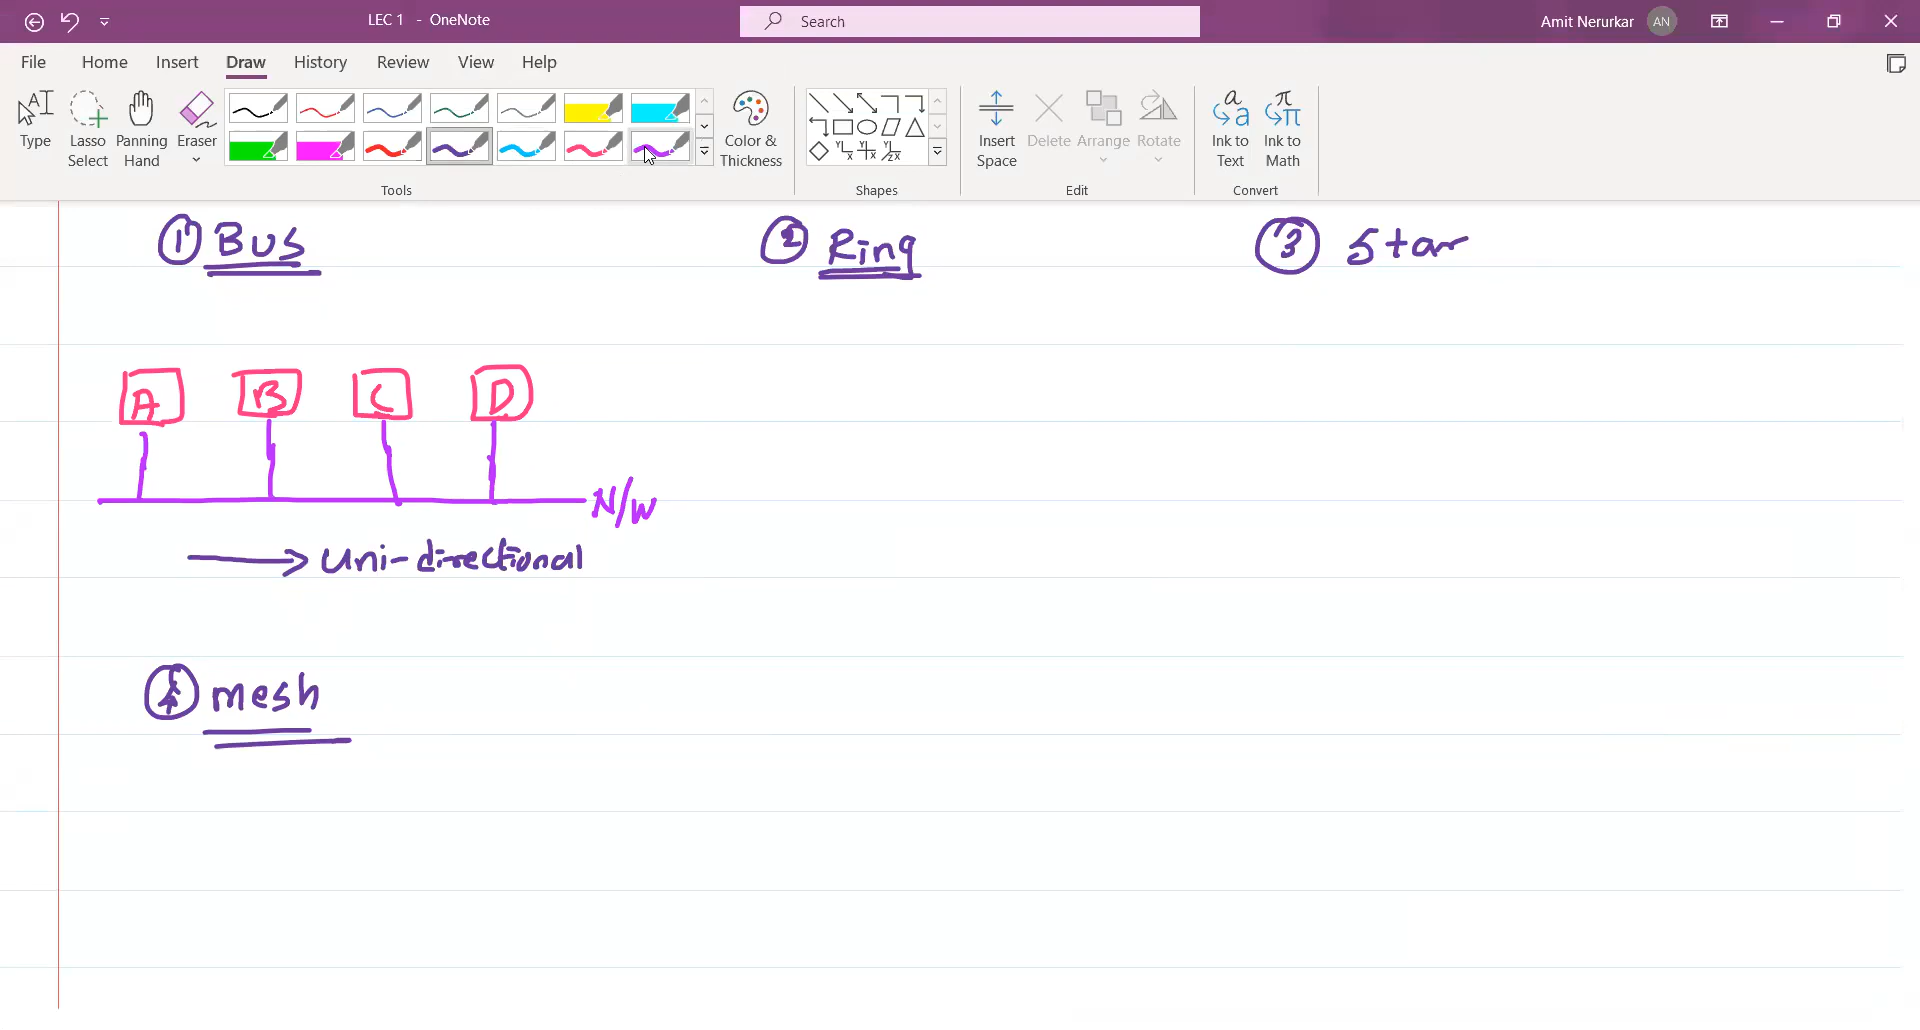 LEC 1 - OneNote
Search
Amit Nerurkar AN
File Home Insert Draw History Review View Help
Type
Lasso Select
Panning Hand
Eraser
Color & Thickness
Insert Space
Delete
Arrange
Rotate
Ink to Text
Ink to Math
Tools
Shapes
Edit
Convert
① Bus
② Ring
③ Star
A B C D
N/W
uni-directional
④ mesh